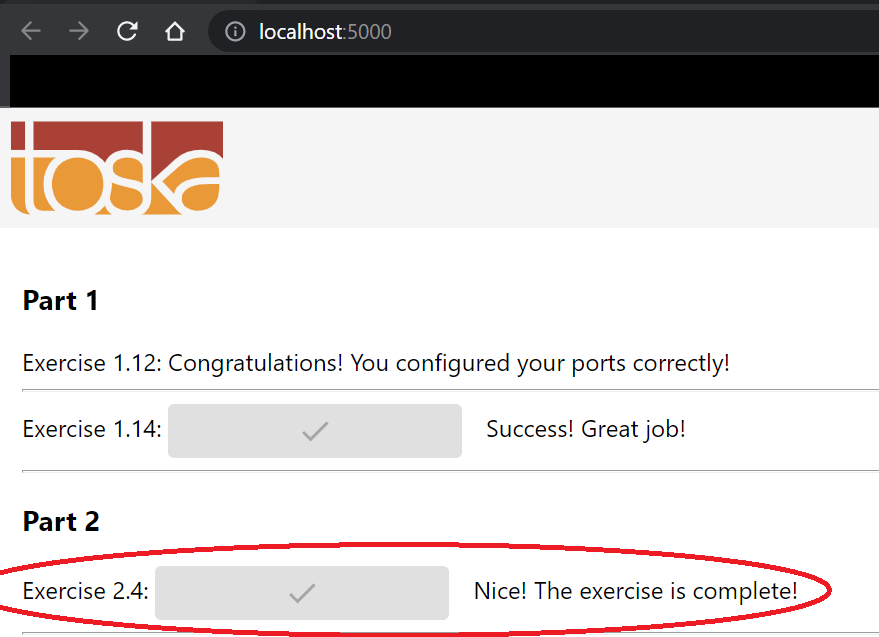 localhost:5000
toska
Part 1
Exercise 1.12: Congratulations! You configured your ports correctly!
Exercise 1.14: Success! Great job!
Part 2
Exercise 2.4: Nice! The exercise is complete!